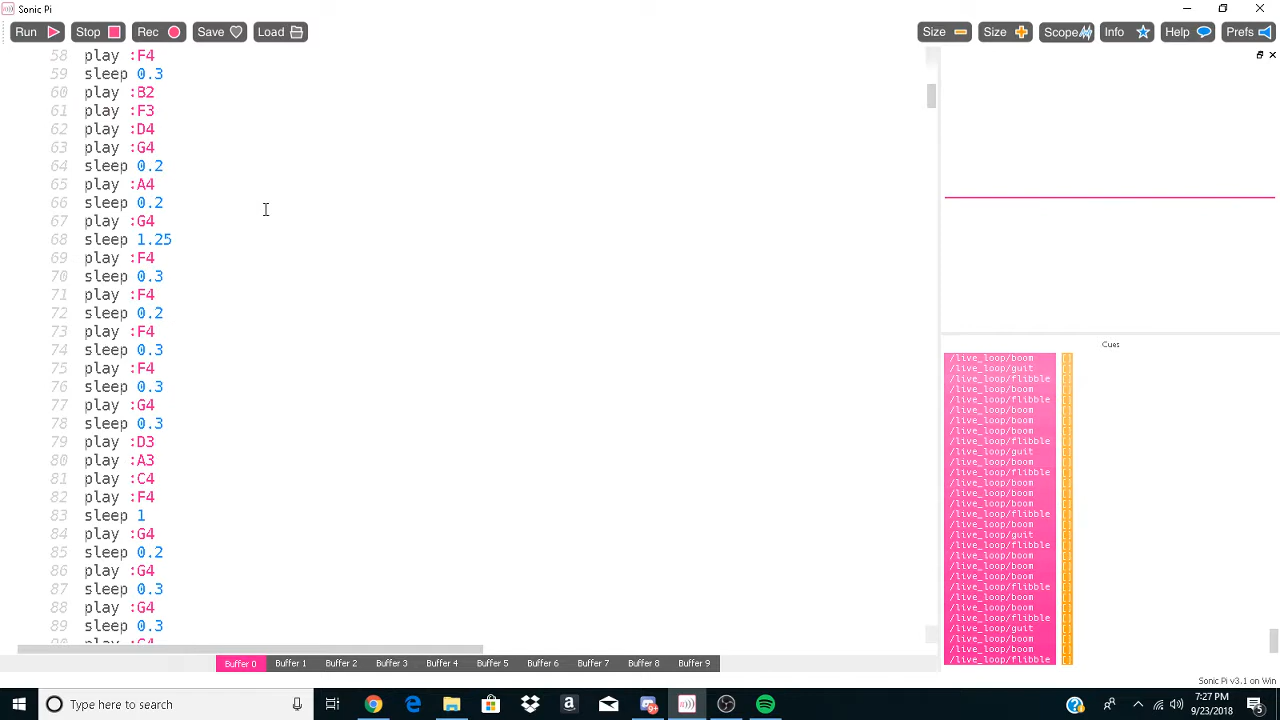 Sonic Pi
Run Stop Rec Save Load Size Size Scope Info Help Prefs
58 play :F4
59 sleep 0.3
60 play :B2
61 play :F3
62 play :D4
63 play :G4
64 sleep 0.2
65 play :A4
66 sleep 0.2
67 play :G4
68 sleep 1.25
69 play :F4
70 sleep 0.3
71 play :F4
72 sleep 0.2
73 play :F4
74 sleep 0.3
75 play :F4
76 sleep 0.3
77 play :G4
78 sleep 0.3
79 play :D3
80 play :A3
81 play :C4
82 play :F4
83 sleep 1
84 play :G4
85 sleep 0.2
86 play :G4
87 sleep 0.3
88 play :G4
89 sleep 0.3
Cues
/live_loop/boom []
/live_loop/guit []
/live_loop/flibble []
/live_loop/boom []
/live_loop/flibble []
/live_loop/boom []
/live_loop/boom []
/live_loop/boom []
/live_loop/flibble []
/live_loop/guit []
/live_loop/boom []
/live_loop/flibble []
/live_loop/boom []
/live_loop/boom []
/live_loop/boom []
/live_loop/flibble []
/live_loop/boom []
/live_loop/guit []
/live_loop/flibble []
/live_loop/boom []
/live_loop/boom []
/live_loop/boom []
/live_loop/flibble []
/live_loop/boom []
/live_loop/boom []
/live_loop/flibble []
/live_loop/guit []
/live_loop/boom []
/live_loop/boom []
/live_loop/flibble []
Buffer 0 Buffer 1 Buffer 2 Buffer 3 Buffer 4 Buffer 5 Buffer 6 Buffer 7 Buffer 8 Buffer 9
Sonic Pi v3.1 on Win
Type here to search
7:27 PM
9/23/2018